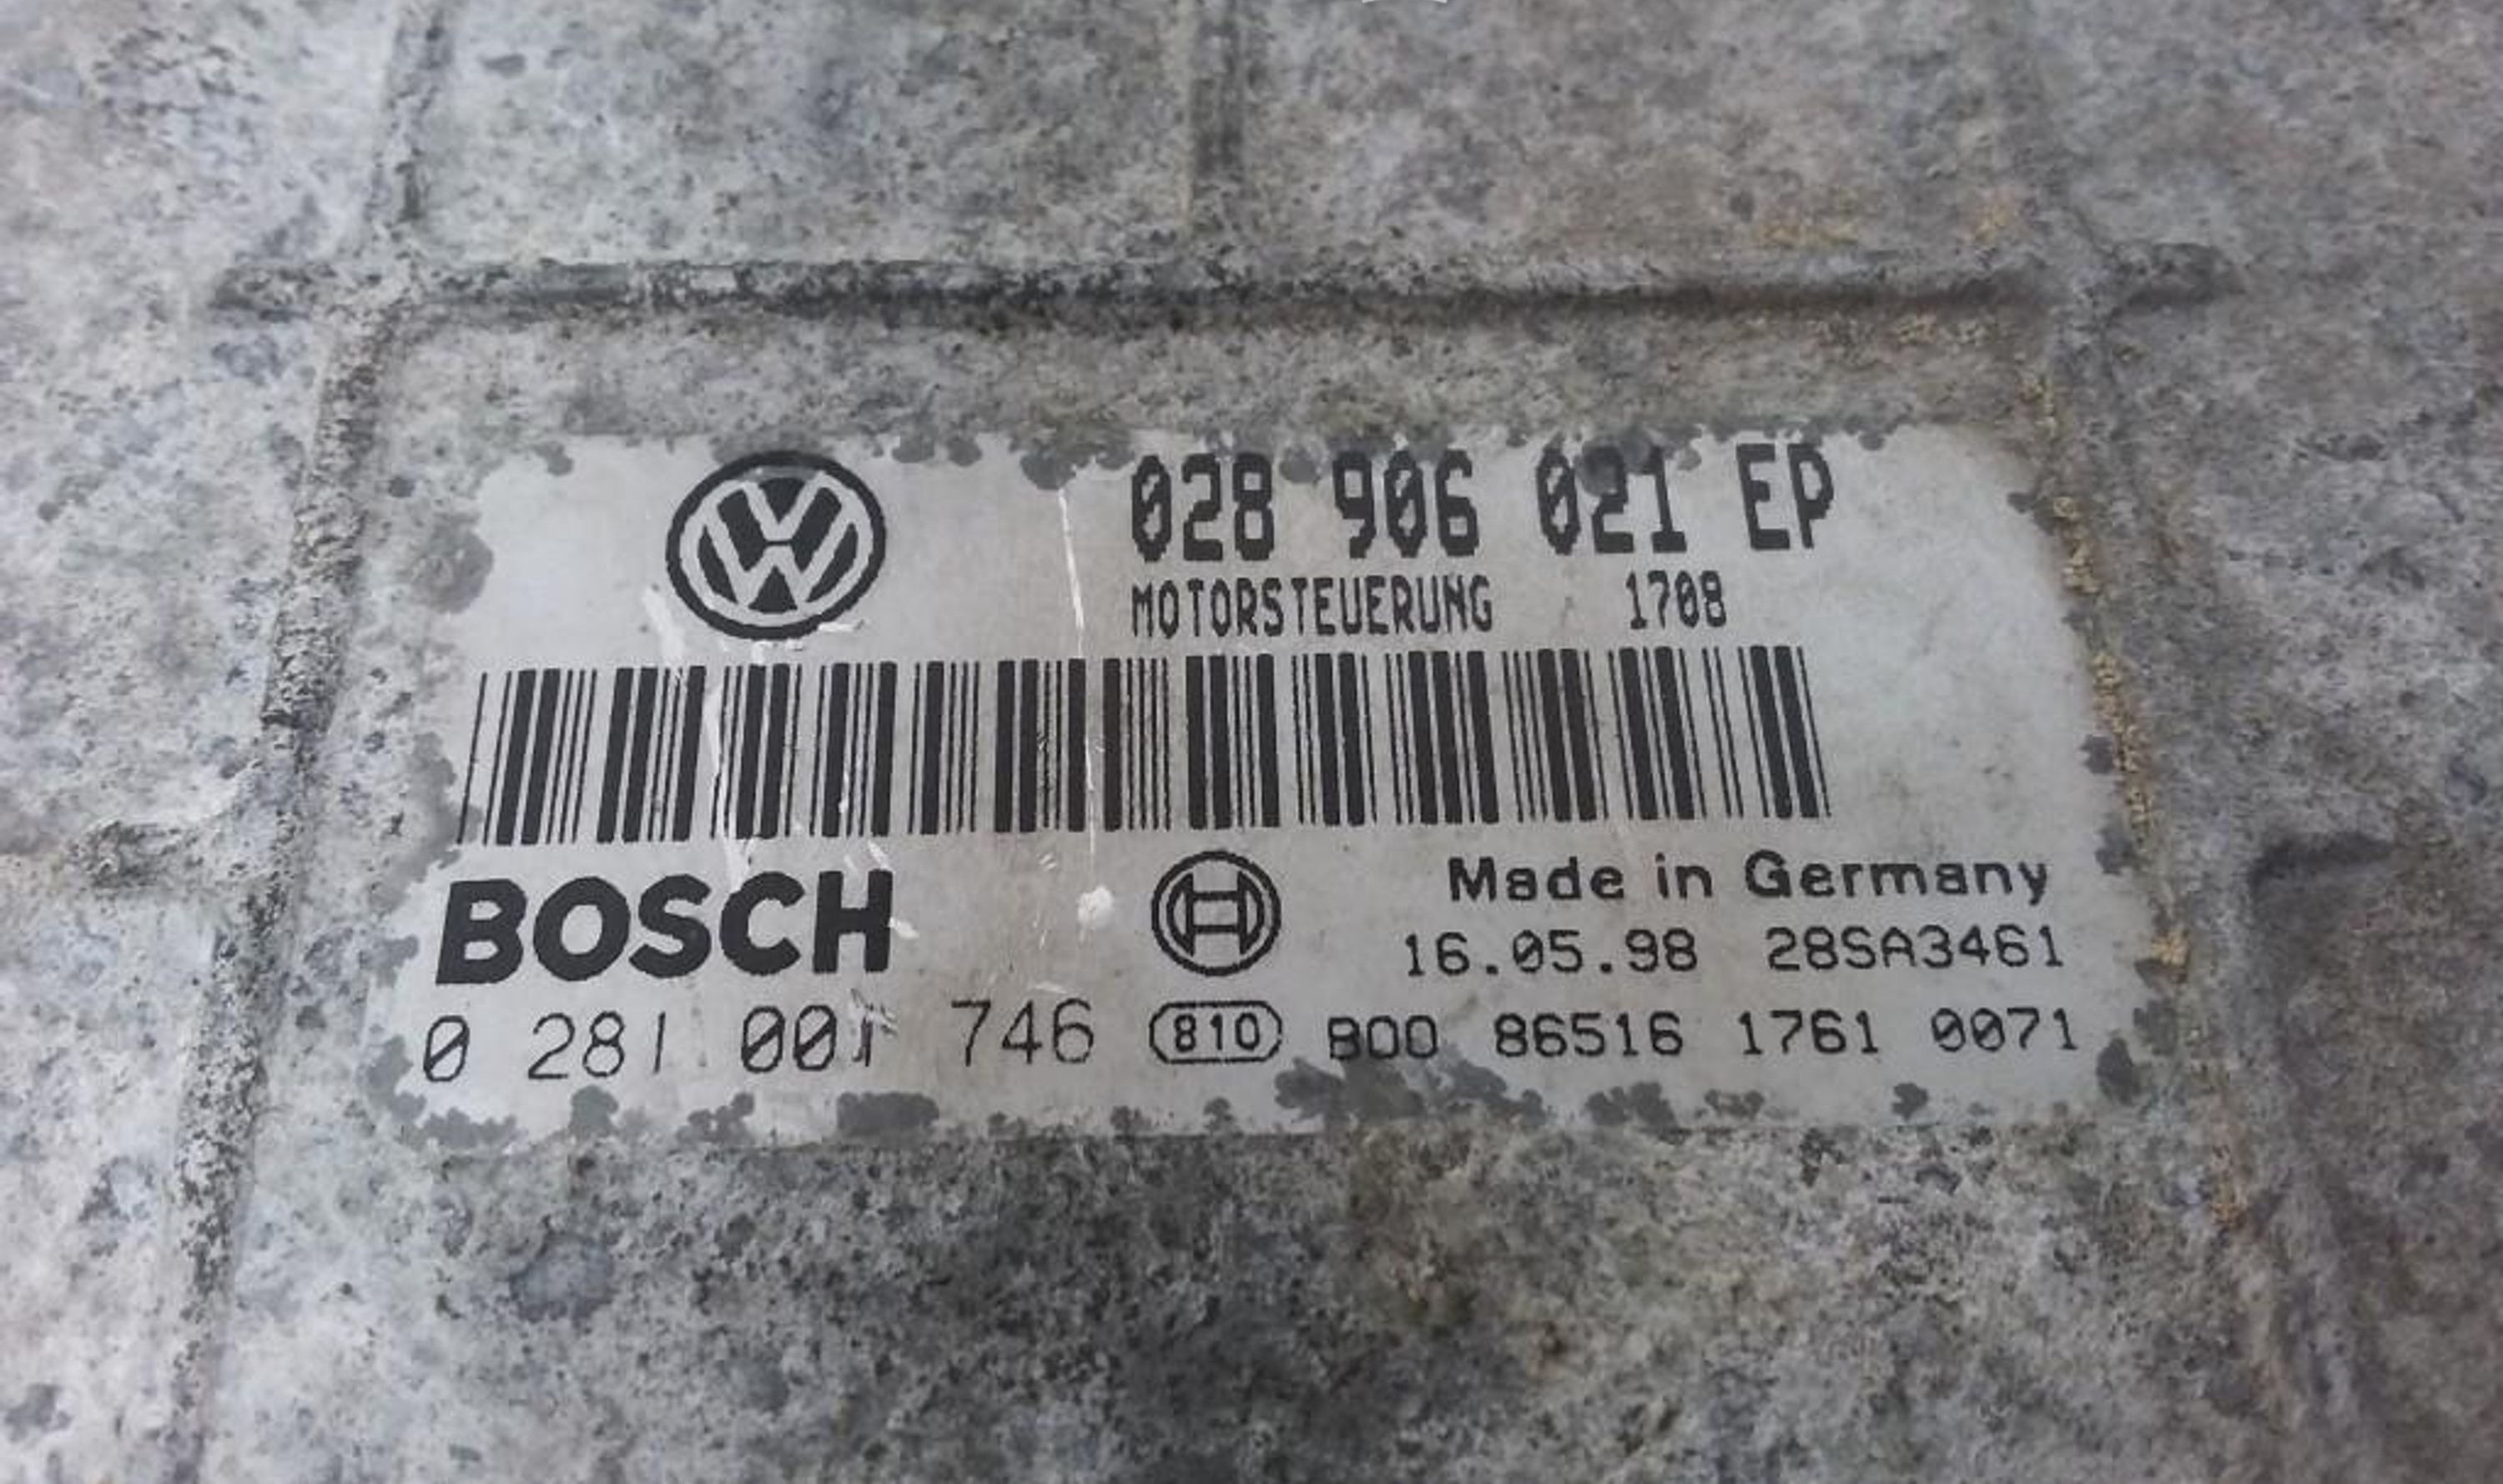 028 906 021 EP
MOTORSTEUERUNG 1708
BOSCH
Made in Germany
16.05.98 28SA3461
0 281 001 746 810 B00 86516 1761 0071